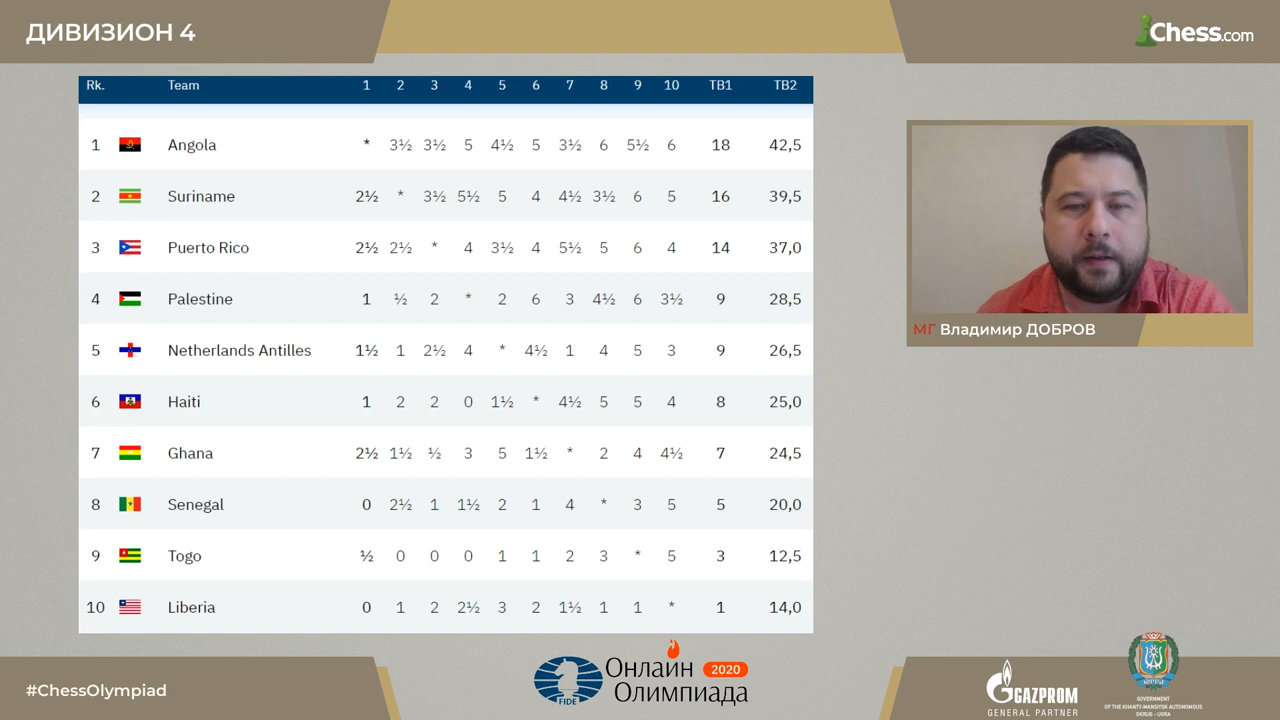 ДИВИЗИОН 4
Chess.com
Rk. Team 1 2 3 4 5 6 7 8 9 10 TB1 TB2
1 Angola * 3½ 3½ 5 4½ 5 3½ 6 5½ 6 18 42,5
2 Suriname 2½ * 3½ 5½ 5 4 4½ 3½ 6 5 16 39,5
3 Puerto Rico 2½ 2½ * 4 3½ 4 5½ 5 6 4 14 37,0
4 Palestine 1 ½ 2 * 2 6 3 4½ 6 3½ 9 28,5
5 Netherlands Antilles 1½ 1 2½ 4 * 4½ 1 4 5 3 9 26,5
6 Haiti 1 2 2 0 1½ * 4½ 5 5 4 8 25,0
7 Ghana 2½ 1½ ½ 3 5 1½ * 2 4 4½ 7 24,5
8 Senegal 0 2½ 1 1½ 2 1 4 * 3 5 5 20,0
9 Togo ½ 0 0 0 1 1 2 3 * 5 3 12,5
10 Liberia 0 1 2 2½ 3 2 1½ 1 1 * 1 14,0
МГ Владимир ДОБРОВ
#ChessOlympiad
FIDE
Онлайн 2020
Олимпиада
GAZPROM
GENERAL PARTNER
GOVERNMENT
OF THE KHANTY-MANSIYSK AUTONOMOUS
OKRUG – UGRA